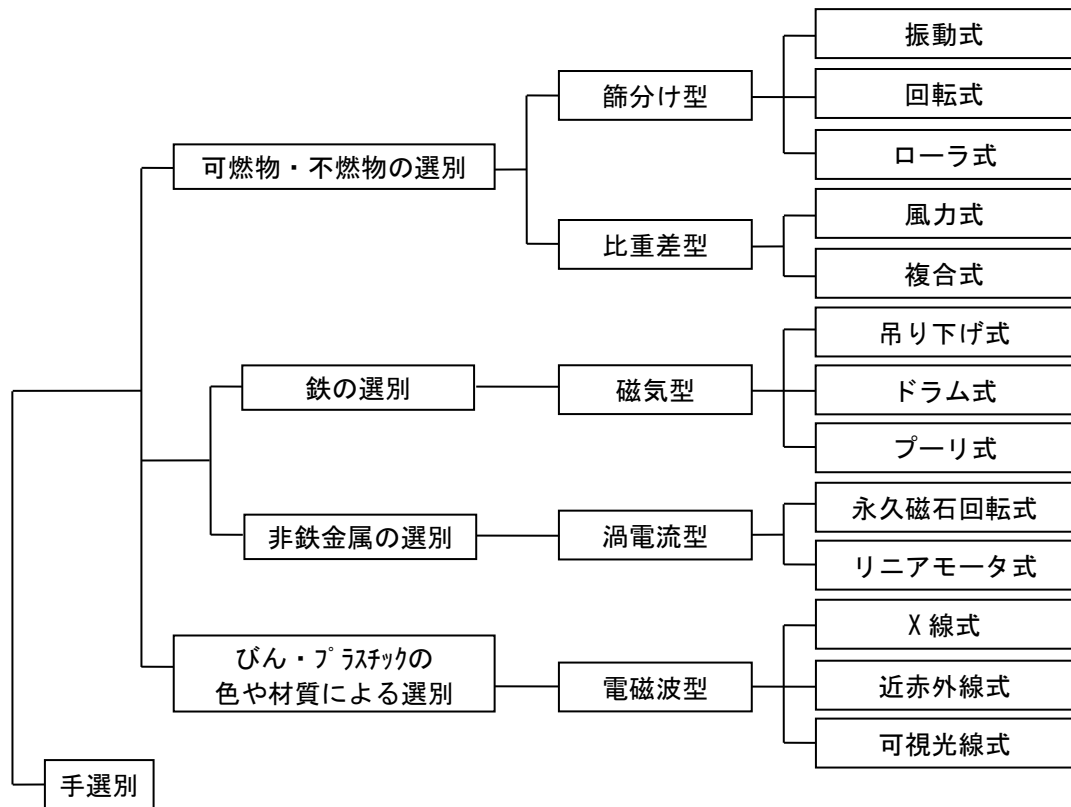 振動式
篩分け型
回転式
ローラ式
可燃物・不燃物の選別
風力式
比重差型
複合式
吊り下げ式
鉄の選別
磁気型
ドラム式
プーリ式
永久磁石回転式
非鉄金属の選別
渦電流型
リニアモータ式
X 線式
びん・プラスチックの
色や材質による選別
電磁波型
近赤外線式
可視光線式
手選別